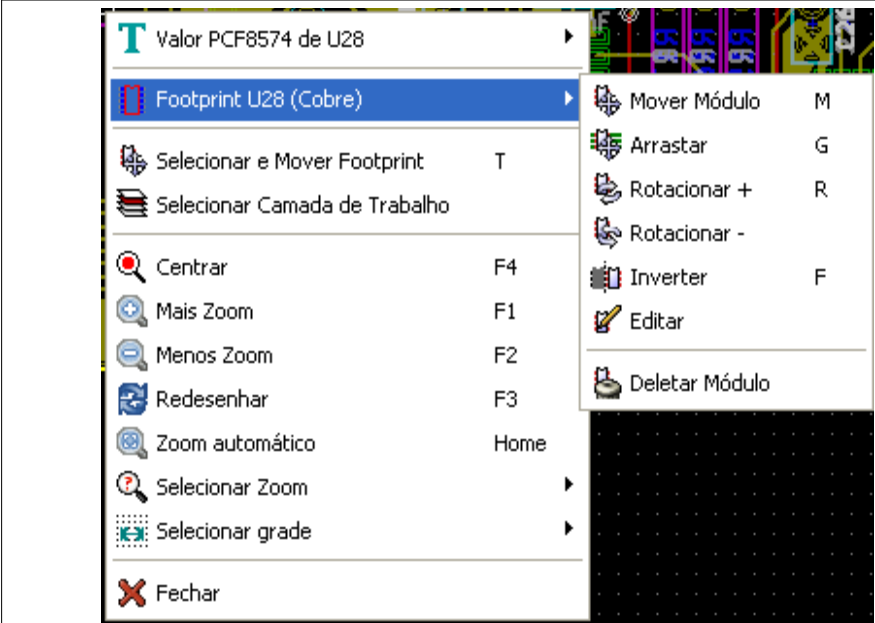 Valor PCF8574 de U28
Footprint U28 (Cobre)
Selecionar e Mover Footprint T
Selecionar Camada de Trabalho
Centrar F4
Mais Zoom F1
Menos Zoom F2
Redesenhar F3
Zoom automático Home
Selecionar Zoom
Selecionar grade
Fechar
Mover Módulo M
Arrastar G
Rotacionar + R
Rotacionar -
Inverter F
Editar
Deletar Módulo